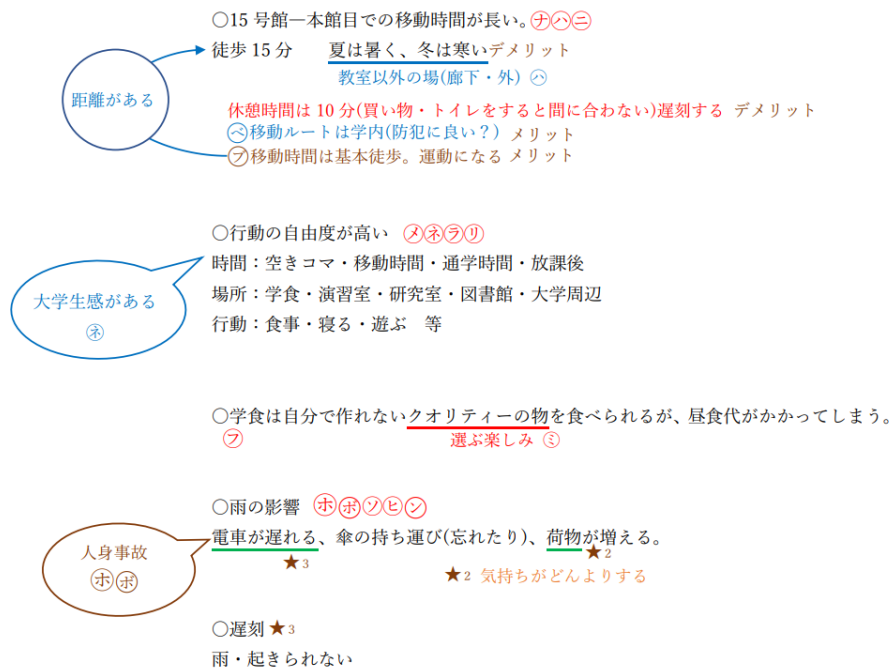 〇15 号館―本館目での移動時間が長い。㋤㋩㋥
徒歩 15 分　夏は暑く、冬は寒いデメリット
教室以外の場(廊下・外) ㋩
距離がある
休憩時間は 10 分(買い物・トイレをすると間に合わない)遅刻する デメリット
ベ移動ルートは学内(防犯に良い？) メリット
ブ移動時間は基本徒歩。運動になる メリット
〇行動の自由度が高い ㋱㋧㋶㋷
時間：空きコマ・移動時間・通学時間・放課後
大学生感がある
㋧
場所：学食・演習室・研究室・図書館・大学周辺
行動：食事・寝る・遊ぶ　等
〇学食は自分で作れないクオリティーの物を食べられるが、昼食代がかかってしまう。
㋫　選ぶ楽しみ ㋯
〇雨の影響 ㋭ボ㋞㋪ン
電車が遅れる、傘の持ち運び(忘れたり)、荷物が増える。
人身事故
㋭ボ
★3
★2
★2 気持ちがどんよりする
〇遅刻★3
雨・起きられない